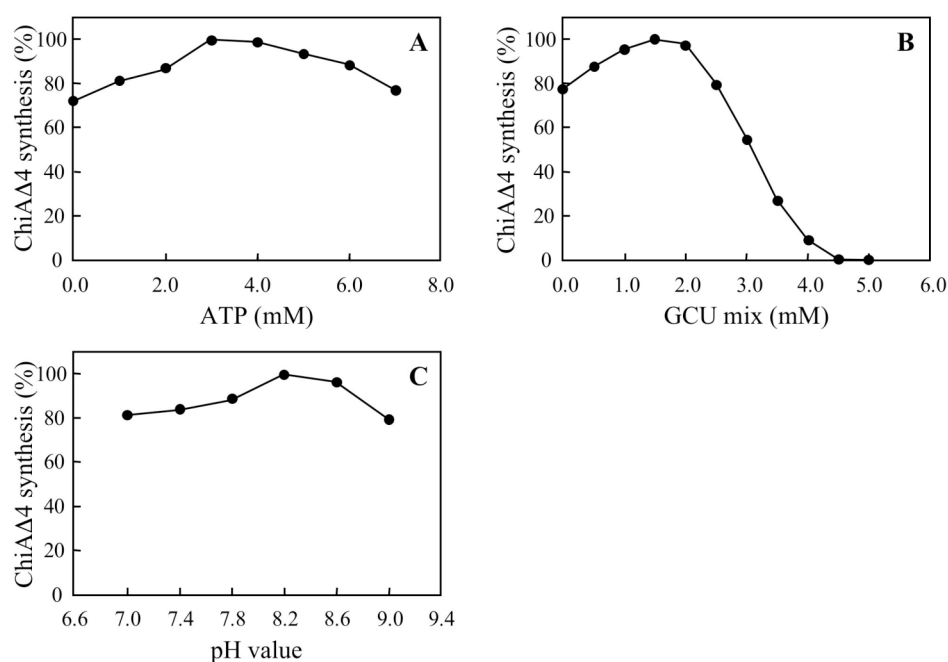 A
ChiAΔ4 synthesis (%)
100
80
60
40
20
0
0.0 2.0 4.0 6.0 8.0
ATP (mM)
B
ChiAΔ4 synthesis (%)
100
80
60
40
20
0
0.0 1.0 2.0 3.0 4.0 5.0 6.0
GCU mix (mM)
C
ChiAΔ4 synthesis (%)
100
80
60
40
20
0
6.6 7.0 7.4 7.8 8.2 8.6 9.0 9.4
pH value